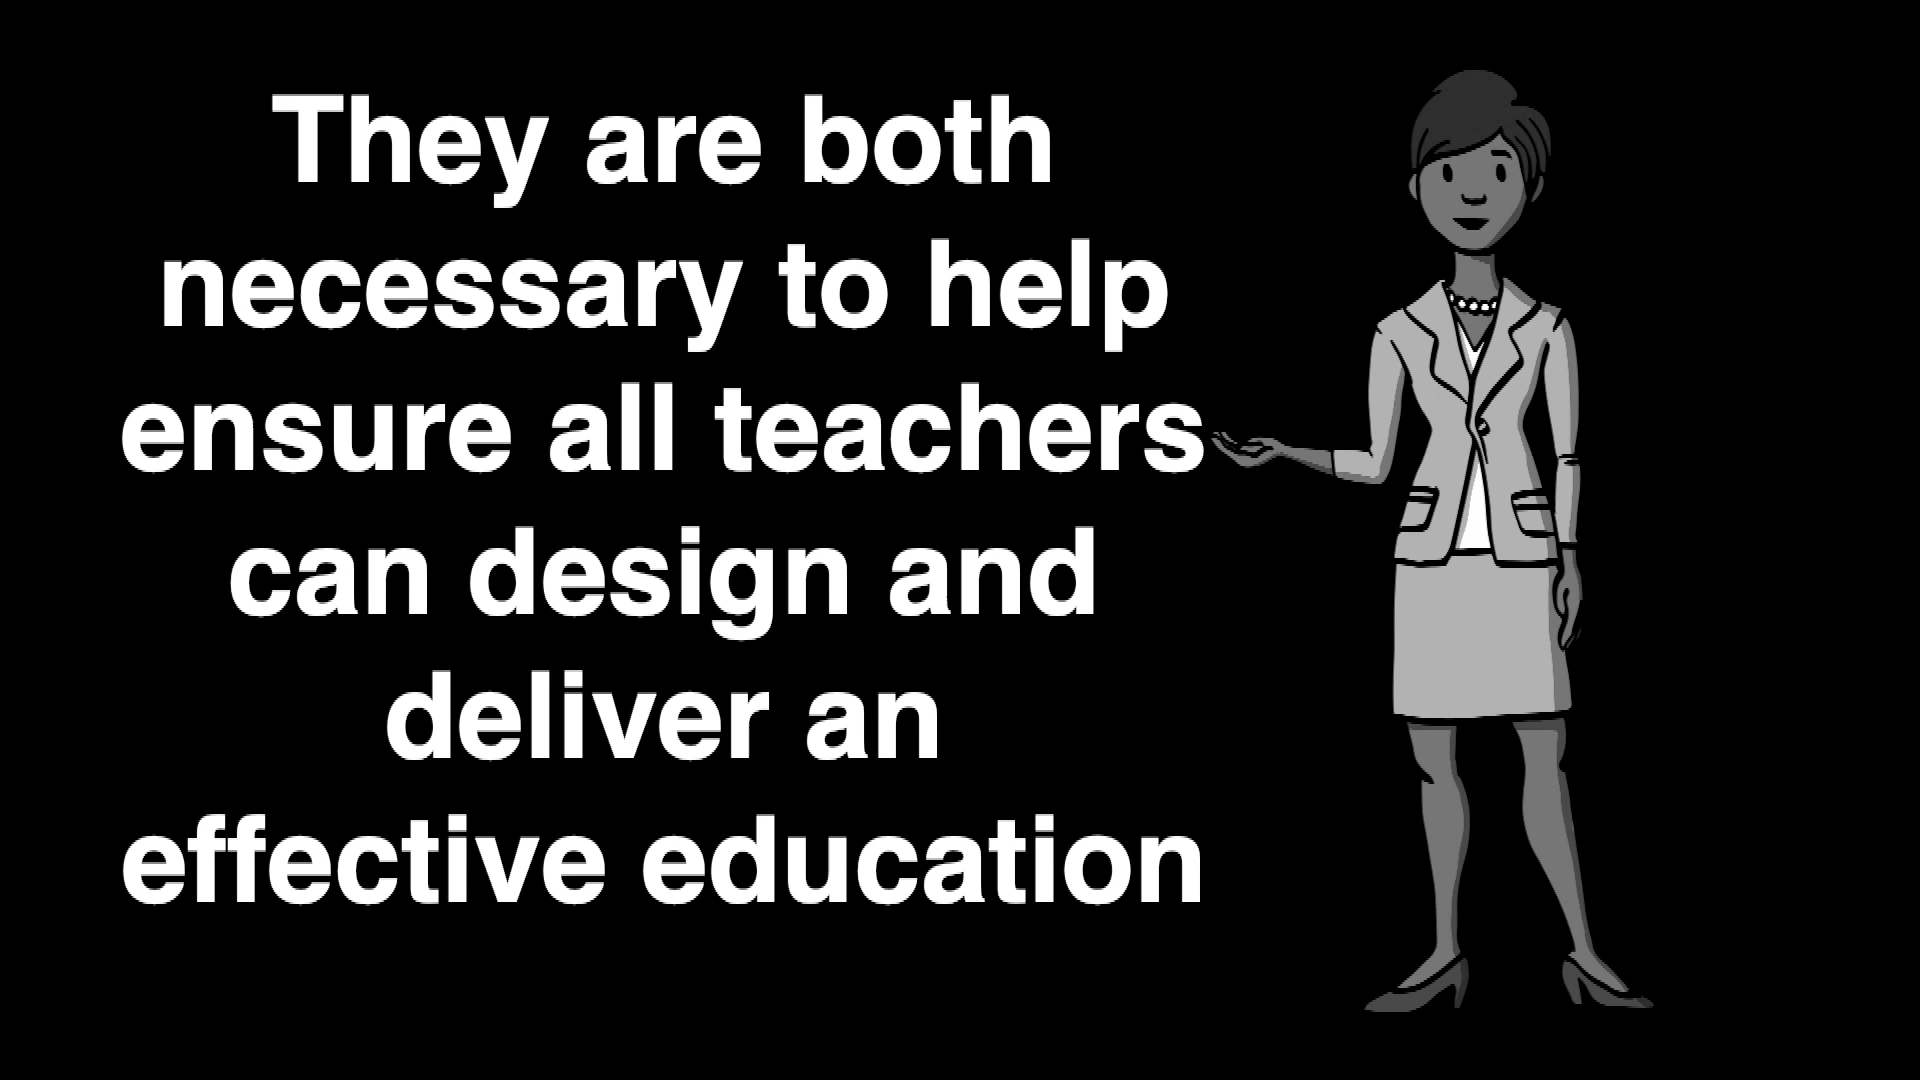 They are both
necessary to help
ensure all teachers
can design and
deliver an
effective education